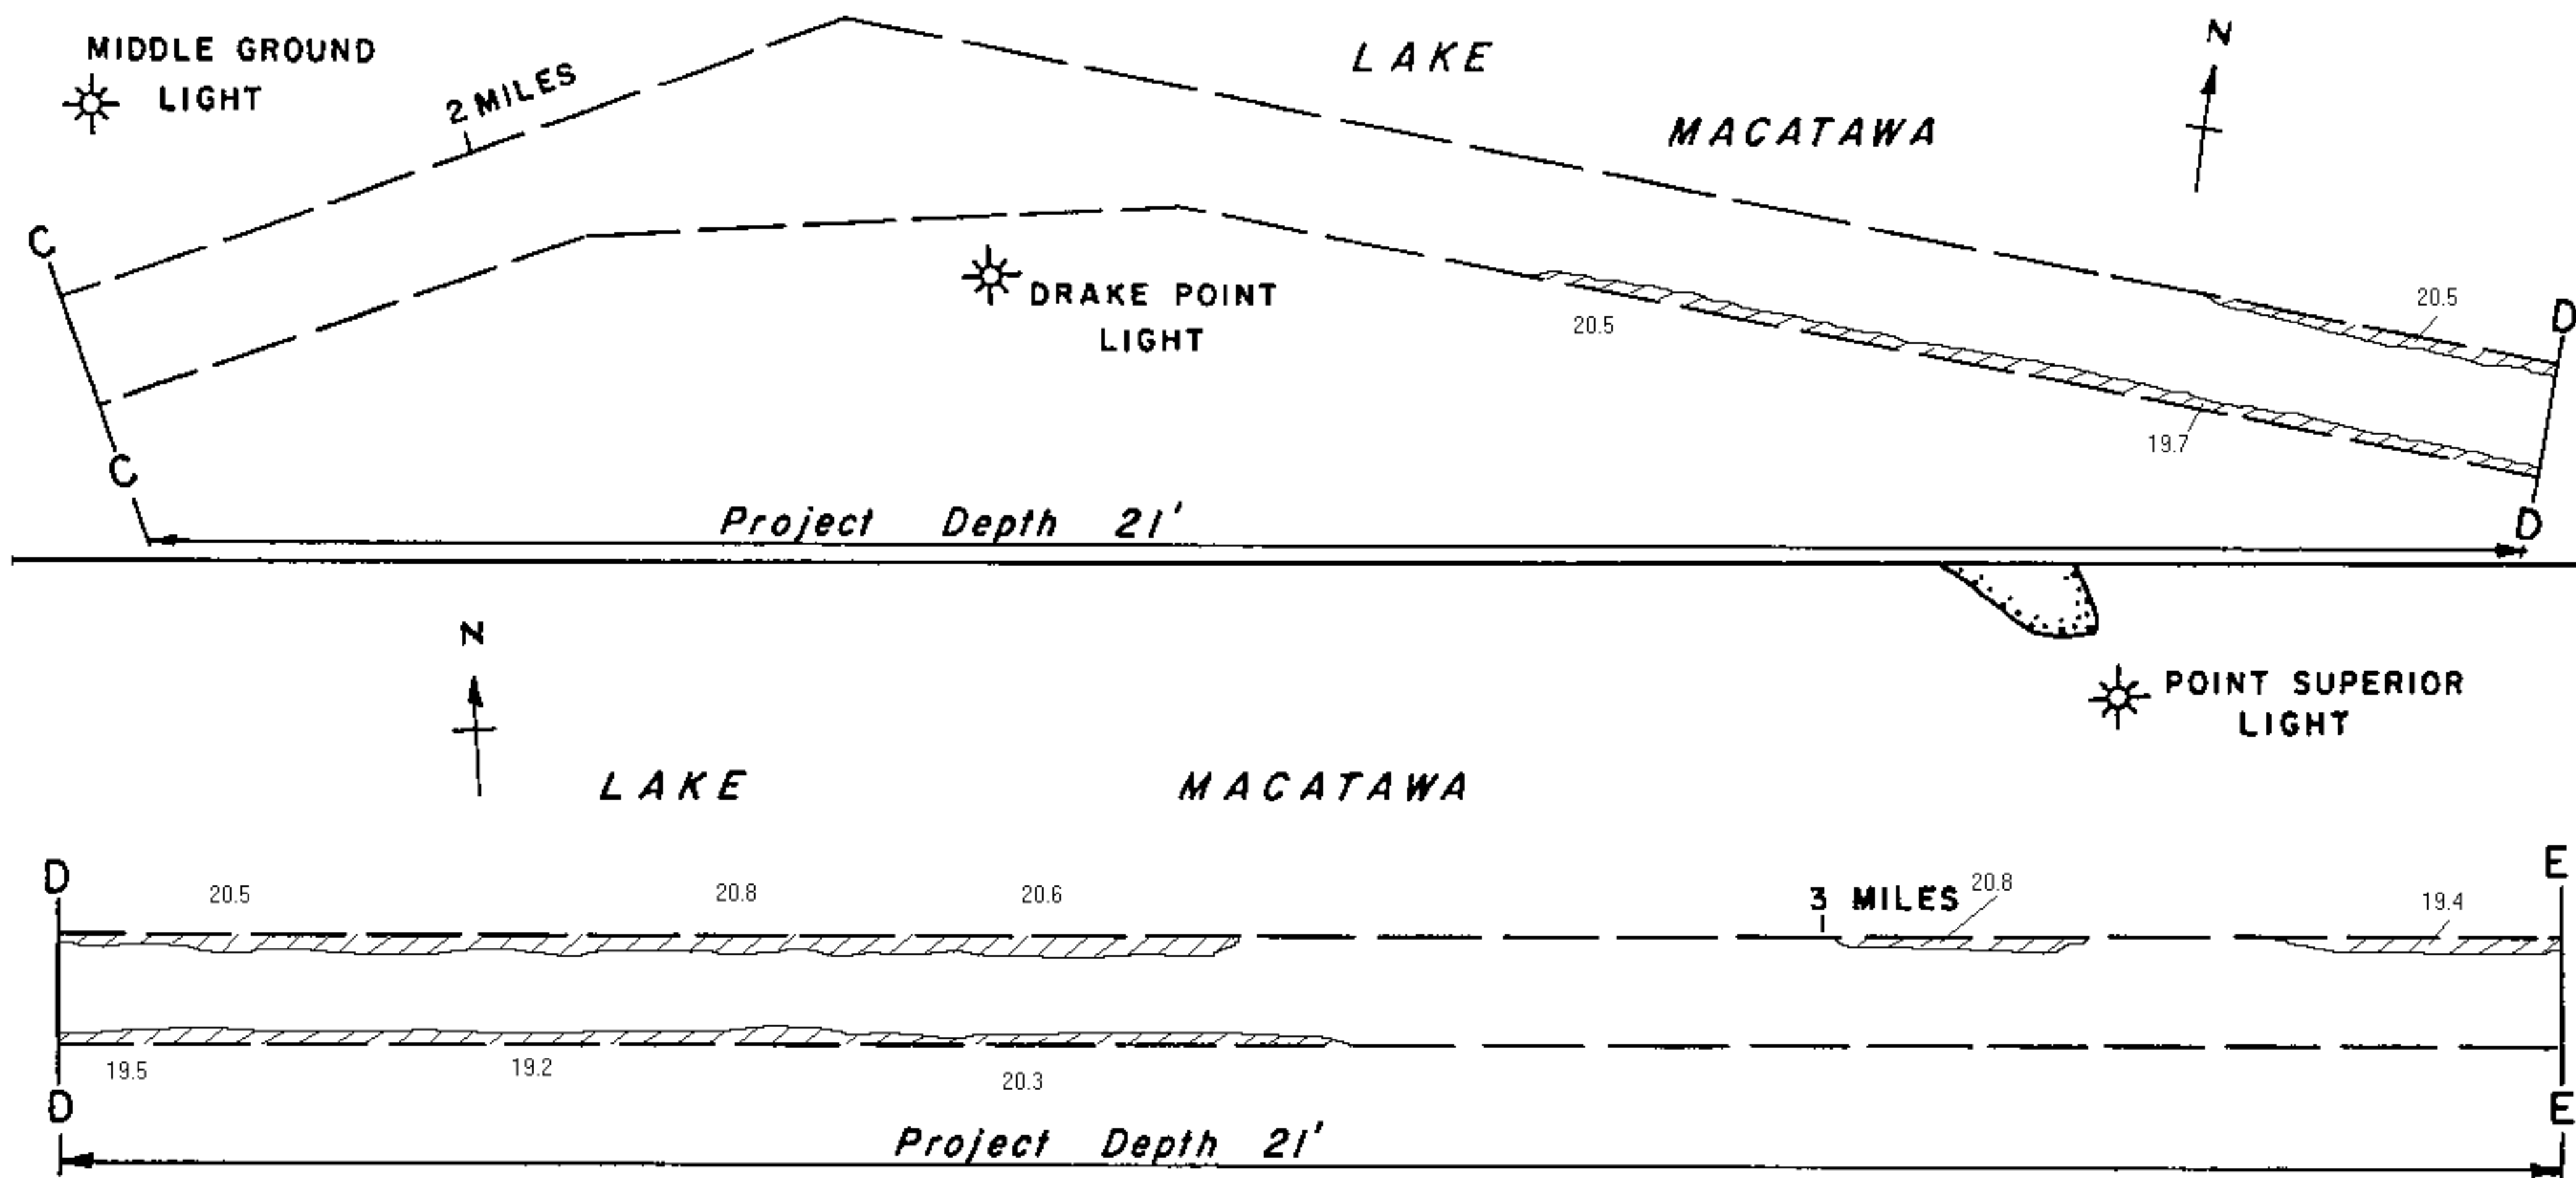 MIDDLE GROUND
LIGHT
2 MILES
LAKE
MACATAWA
N
C
C
DRAKE POINT
LIGHT
20.5
20.5
19.7
D
D
Project Depth 21'
N
POINT SUPERIOR
LIGHT
LAKE MACATAWA
D
20.5
20.8
20.6
3 MILES
20.8
19.4
E
19.5
19.2
20.3
D
E
Project Depth 21'